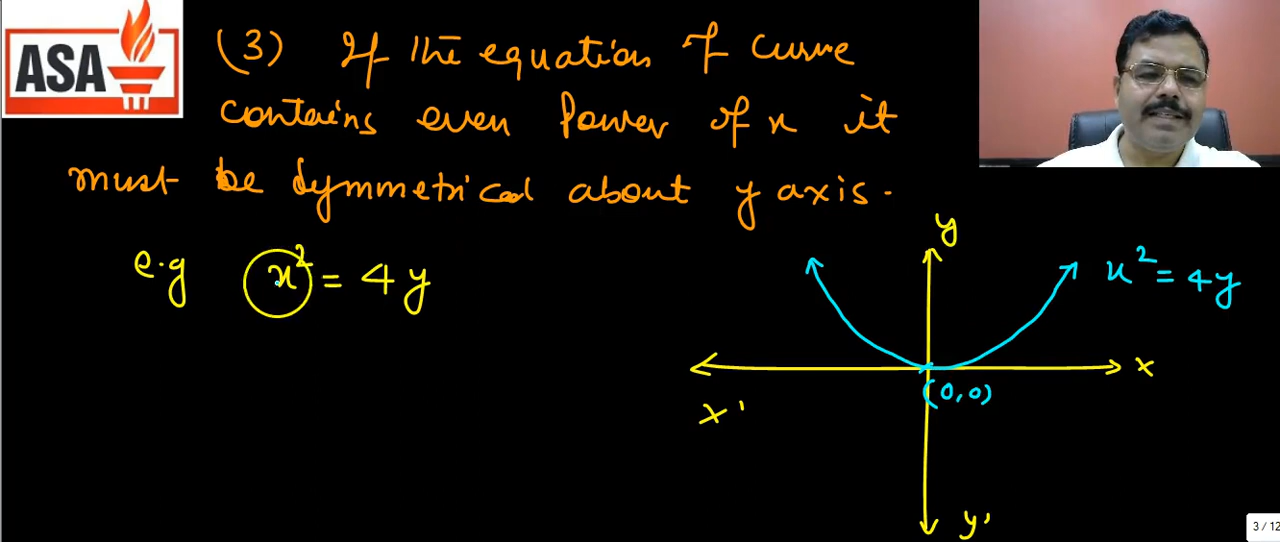 ASA
(3) If the equation of curve
contains even Power of x it
must be symmetrical about y axis.
e.g x² = 4y
y
x² = 4y
x
(0,0)
x'
y'
3 / 12